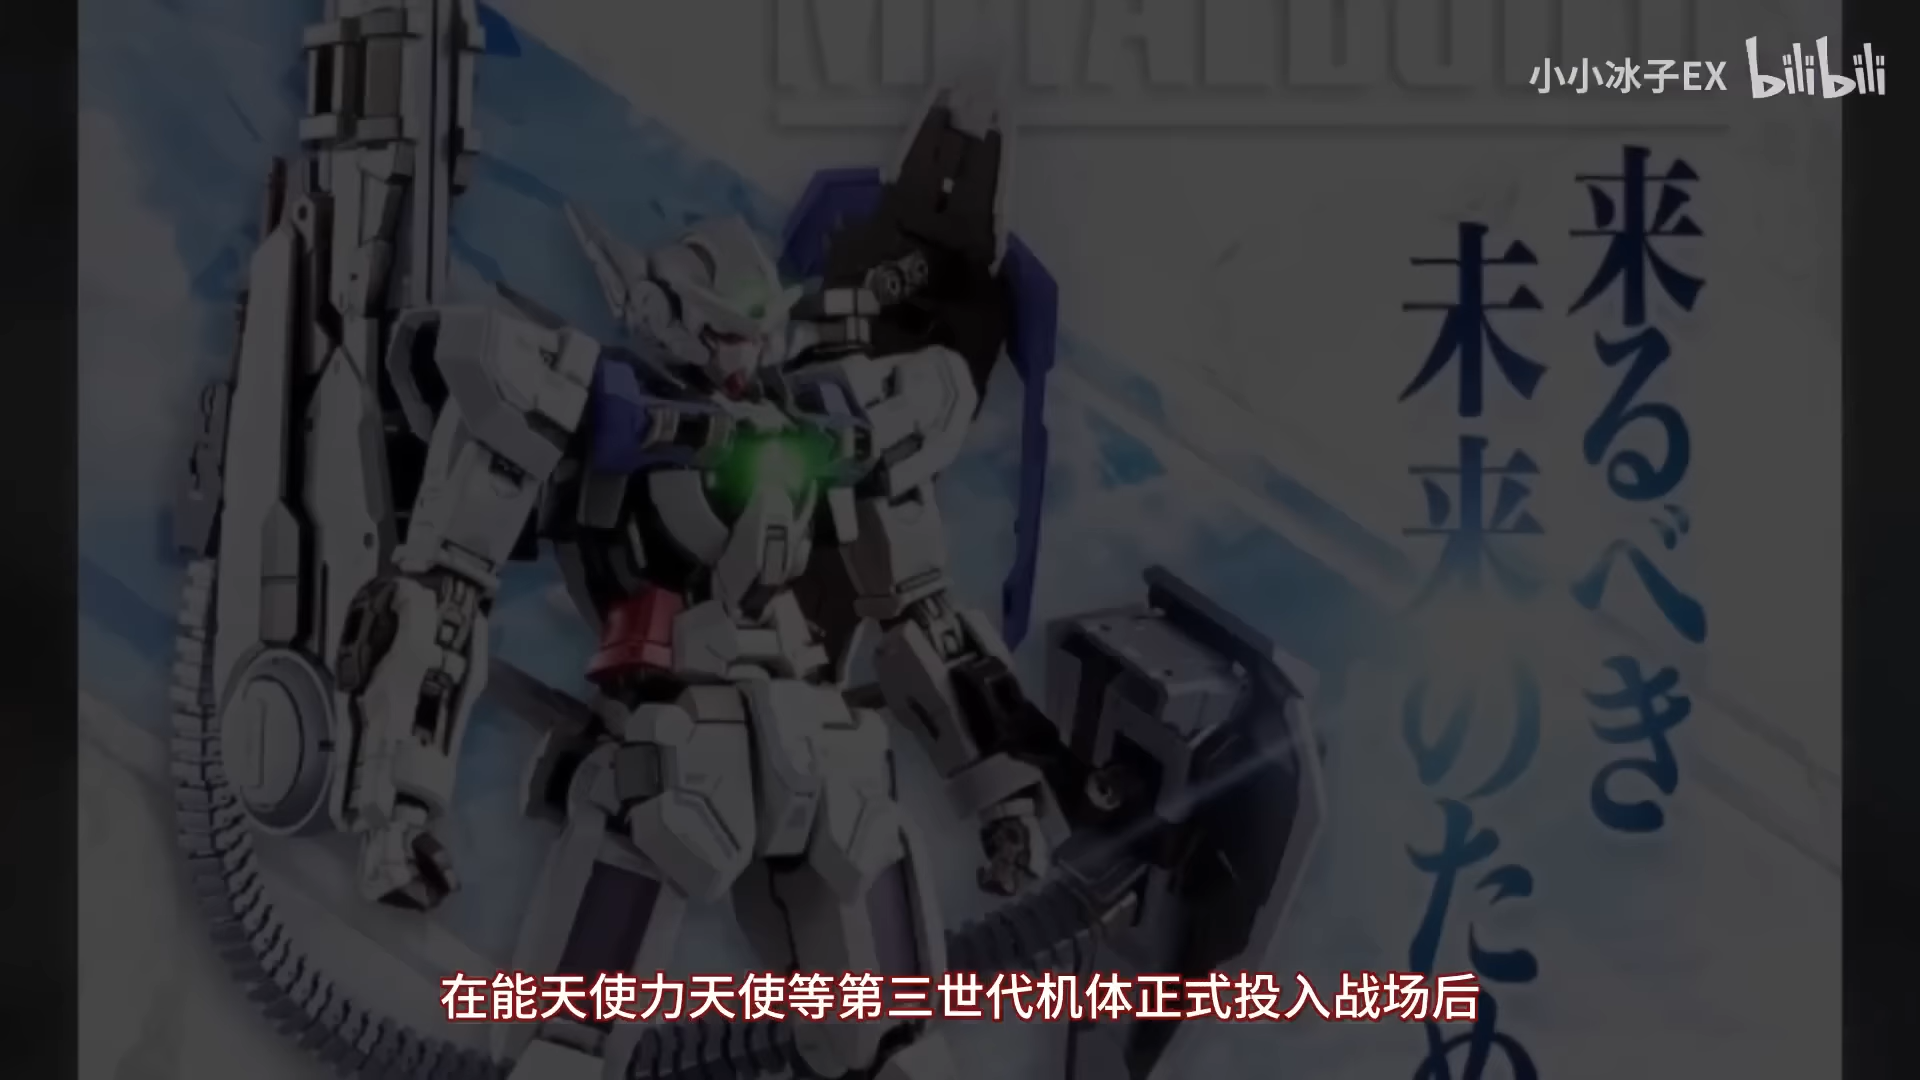 小小冰子EX bilibili
来るべき
未来のため
在能天使力天使等第三世代机体正式投入战场后